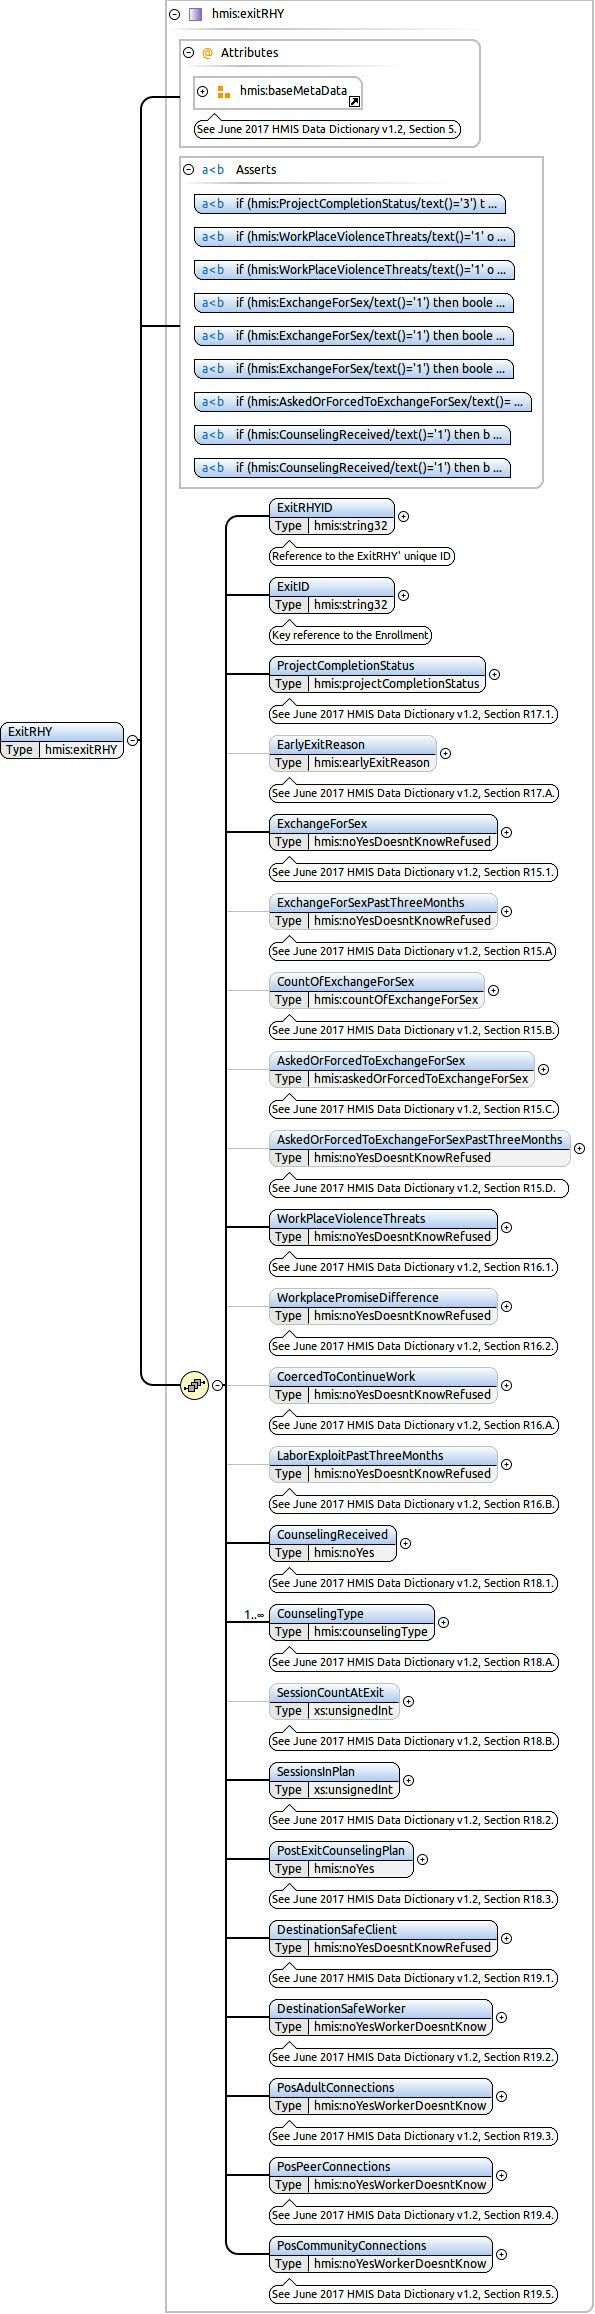 hmis:exitRHY
@ Attributes
hmis:baseMetaData
See June 2017 HMIS Data Dictionary v1.2, Section 5.
a<b Asserts
a<b if (hmis:ProjectCompletionStatus/text()='3') t ...
a<b if (hmis:WorkPlaceViolenceThreats/text()='1' o ...
a<b if (hmis:WorkPlaceViolenceThreats/text()='1' o ...
a<b if (hmis:ExchangeForSex/text()='1') then boole ...
a<b if (hmis:ExchangeForSex/text()='1') then boole ...
a<b if (hmis:ExchangeForSex/text()='1') then boole ...
a<b if (hmis:AskedOrForcedToExchangeForSex/text()= ...
a<b if (hmis:CounselingReceived/text()='1') then b ...
a<b if (hmis:CounselingReceived/text()='1') then b ...
ExitRHY
Type hmis:exitRHY
ExitRHYID
Type hmis:string32
Reference to the ExitRHY' unique ID
ExitID
Type hmis:string32
Key reference to the Enrollment
ProjectCompletionStatus
Type hmis:projectCompletionStatus
See June 2017 HMIS Data Dictionary v1.2, Section R17.1.
EarlyExitReason
Type hmis:earlyExitReason
See June 2017 HMIS Data Dictionary v1.2, Section R17.A.
ExchangeForSex
Type hmis:noYesDoesntKnowRefused
See June 2017 HMIS Data Dictionary v1.2, Section R15.1.
ExchangeForSexPastThreeMonths
Type hmis:noYesDoesntKnowRefused
See June 2017 HMIS Data Dictionary v1.2, Section R15.A
CountOfExchangeForSex
Type hmis:countOfExchangeForSex
See June 2017 HMIS Data Dictionary v1.2, Section R15.B.
AskedOrForcedToExchangeForSex
Type hmis:askedOrForcedToExchangeForSex
See June 2017 HMIS Data Dictionary v1.2, Section R15.C.
AskedOrForcedToExchangeForSexPastThreeMonths
Type hmis:noYesDoesntKnowRefused
See June 2017 HMIS Data Dictionary v1.2, Section R15.D.
WorkPlaceViolenceThreats
Type hmis:noYesDoesntKnowRefused
See June 2017 HMIS Data Dictionary v1.2, Section R16.1.
WorkplacePromiseDifference
Type hmis:noYesDoesntKnowRefused
See June 2017 HMIS Data Dictionary v1.2, Section R16.2.
CoercedToContinueWork
Type hmis:noYesDoesntKnowRefused
See June 2017 HMIS Data Dictionary v1.2, Section R16.A.
LaborExploitPastThreeMonths
Type hmis:noYesDoesntKnowRefused
See June 2017 HMIS Data Dictionary v1.2, Section R16.B.
CounselingReceived
Type hmis:noYes
See June 2017 HMIS Data Dictionary v1.2, Section R18.1.
1..∞ CounselingType
Type hmis:counselingType
See June 2017 HMIS Data Dictionary v1.2, Section R18.A.
SessionCountAtExit
Type xs:unsignedInt
See June 2017 HMIS Data Dictionary v1.2, Section R18.B.
SessionsInPlan
Type xs:unsignedInt
See June 2017 HMIS Data Dictionary v1.2, Section R18.2.
PostExitCounselingPlan
Type hmis:noYes
See June 2017 HMIS Data Dictionary v1.2, Section R18.3.
DestinationSafeClient
Type hmis:noYesDoesntKnowRefused
See June 2017 HMIS Data Dictionary v1.2, Section R19.1.
DestinationSafeWorker
Type hmis:noYesWorkerDoesntKnow
See June 2017 HMIS Data Dictionary v1.2, Section R19.2.
PosAdultConnections
Type hmis:noYesWorkerDoesntKnow
See June 2017 HMIS Data Dictionary v1.2, Section R19.3.
PosPeerConnections
Type hmis:noYesWorkerDoesntKnow
See June 2017 HMIS Data Dictionary v1.2, Section R19.4.
PosCommunityConnections
Type hmis:noYesWorkerDoesntKnow
See June 2017 HMIS Data Dictionary v1.2, Section R19.5.